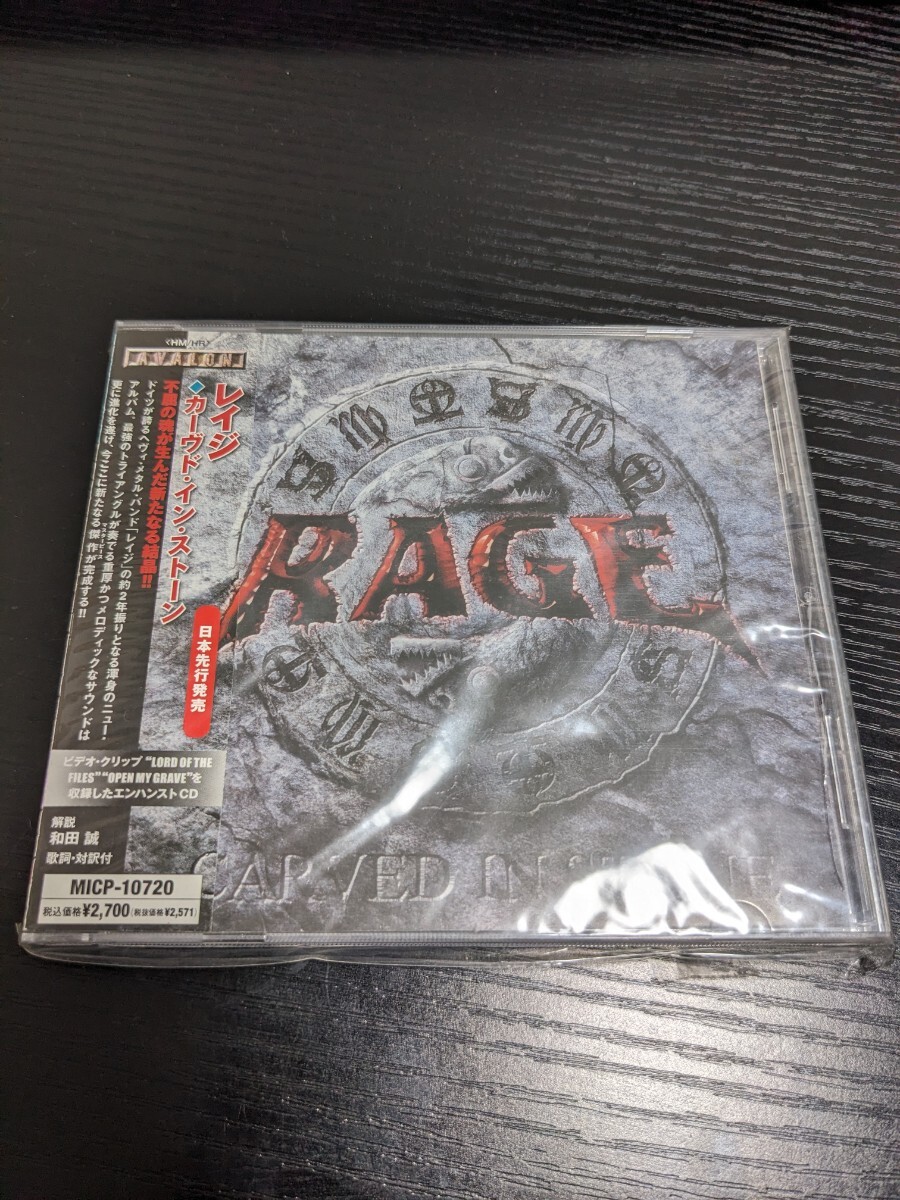 〈HM/HR〉
AVALON
レイジ
◆カーヴド・イン・ストーン
不屈の魂が生んだ新たなる結晶!!
ドイツが誇るヘヴィ・メタル・バンド「レイジ」の約2年振りとなる渾身のニュー・
アルバム、最強のトライアングルが奏でる重厚かつメロディックなサウンドは
更に進化を遂げ、今ここに新たなる傑作が完成する!!
マスターピース
日本先行発売
ビデオ・クリップ“LORD OF THE
FILES”“OPEN MY GRAVE”を
収録したエンハンストCD
解説
和田 誠
歌詞・対訳付
MICP-10720
税込価格¥2,700(税抜価格¥2,571)
RAGE
CARVED IN